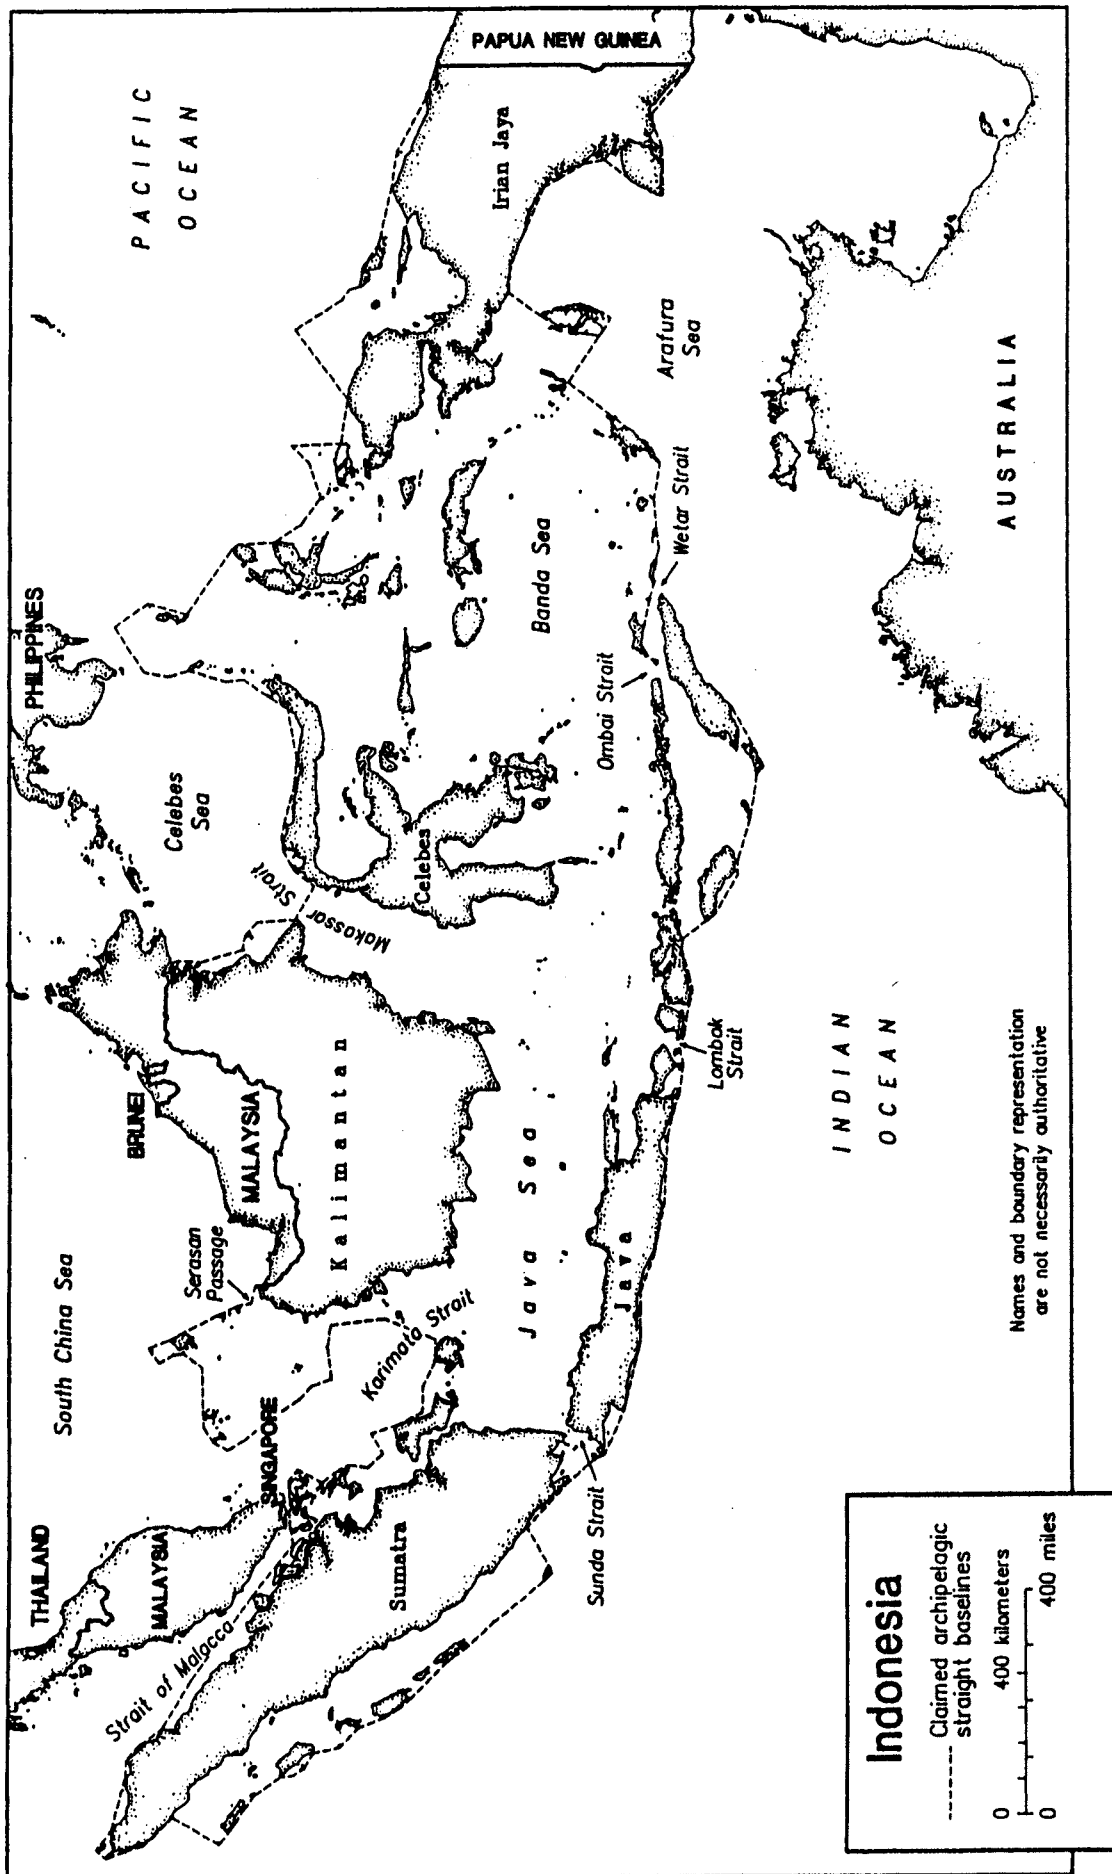 THAILAND
MALAYSIA
Strait of Malacca
SINGAPORE
Sumatra
Sunda Strait
South China Sea
Serasan
Passage
Karimata Strait
BRUNEI
MALAYSIA
Kalimantan
Java Sea
Java
Lombok
Strait
Makassar
Strait
Celebes
Sea
Celebes
PHILIPPINES
Ombai Strait
Wetar Strait
Banda Sea
PACIFIC
OCEAN
Irian Jaya
PAPUA NEW GUINEA
Arafura
Sea
INDIAN
OCEAN
AUSTRALIA
Names and boundary representation
are not necessarily authoritative
Indonesia
Claimed archipelagic
straight baselines
0 400 kilometers
0 400 miles